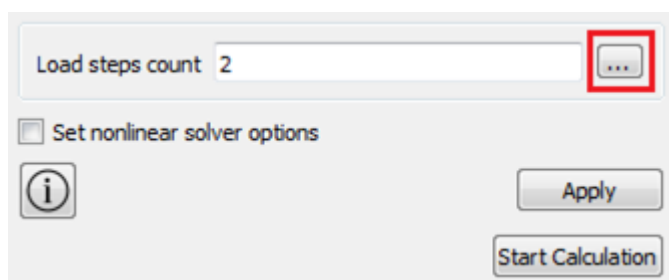 Load steps count 2 ...
Set nonlinear solver options
i Apply
Start Calculation